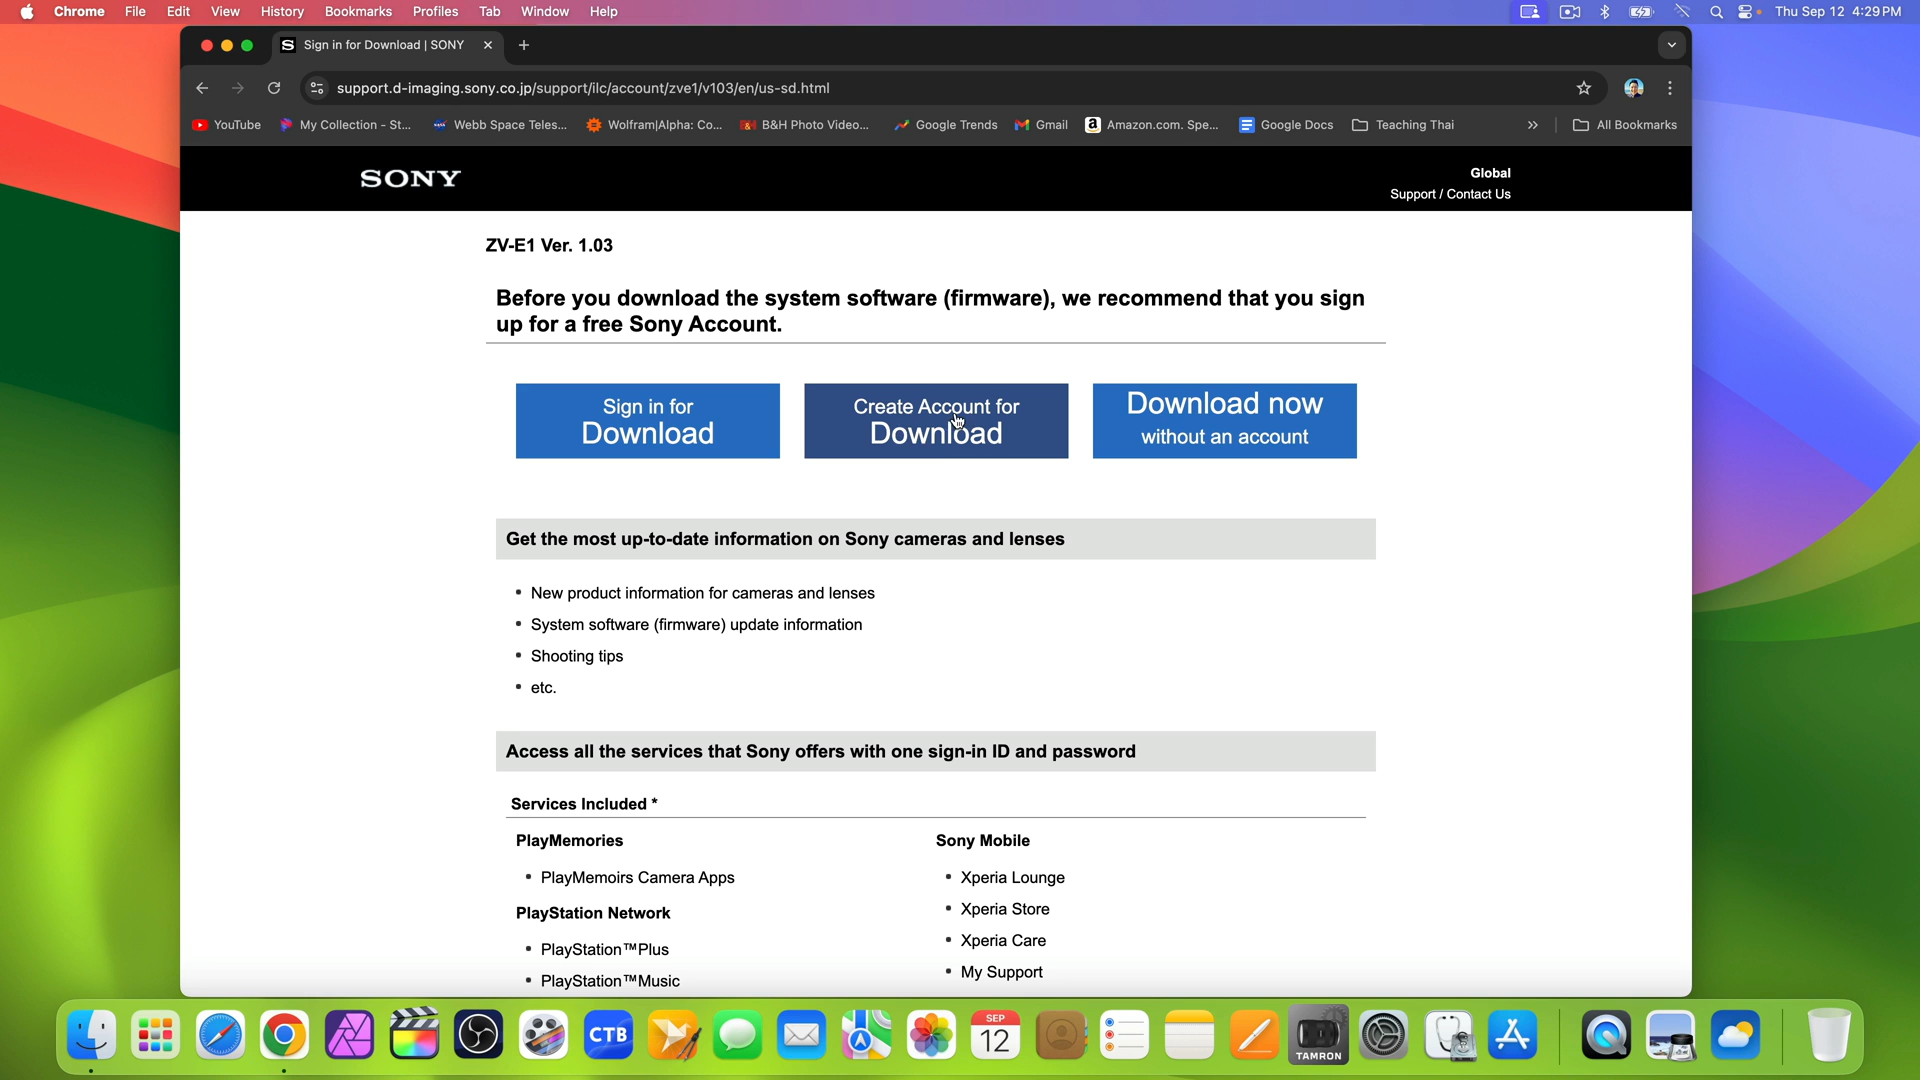 Chrome File Edit View History Bookmarks Profiles Tab Window Help Thu Sep 12 4:29 PM
S Sign in for Download | SONY
support.d-imaging.sony.co.jp/support/ilc/account/zve1/v103/en/us-sd.html
YouTube My Collection - St... Webb Space Teles... Wolfram|Alpha: Co... B&H Photo Video... Google Trends Gmail Amazon.com. Spe... Google Docs Teaching Thai » All Bookmarks
SONY
Global
Support / Contact Us
ZV-E1 Ver. 1.03
Before you download the system software (firmware), we recommend that you sign
up for a free Sony Account.
Sign in for
Download
Create Account for
Download
Download now
without an account
Get the most up-to-date information on Sony cameras and lenses
• New product information for cameras and lenses
• System software (firmware) update information
• Shooting tips
• etc.
Access all the services that Sony offers with one sign-in ID and password
Services Included *
PlayMemories
• PlayMemoirs Camera Apps
PlayStation Network
• PlayStation™Plus
• PlayStation™Music
Sony Mobile
• Xperia Lounge
• Xperia Store
• Xperia Care
• My Support
CTB
SEP
12
TAMRON